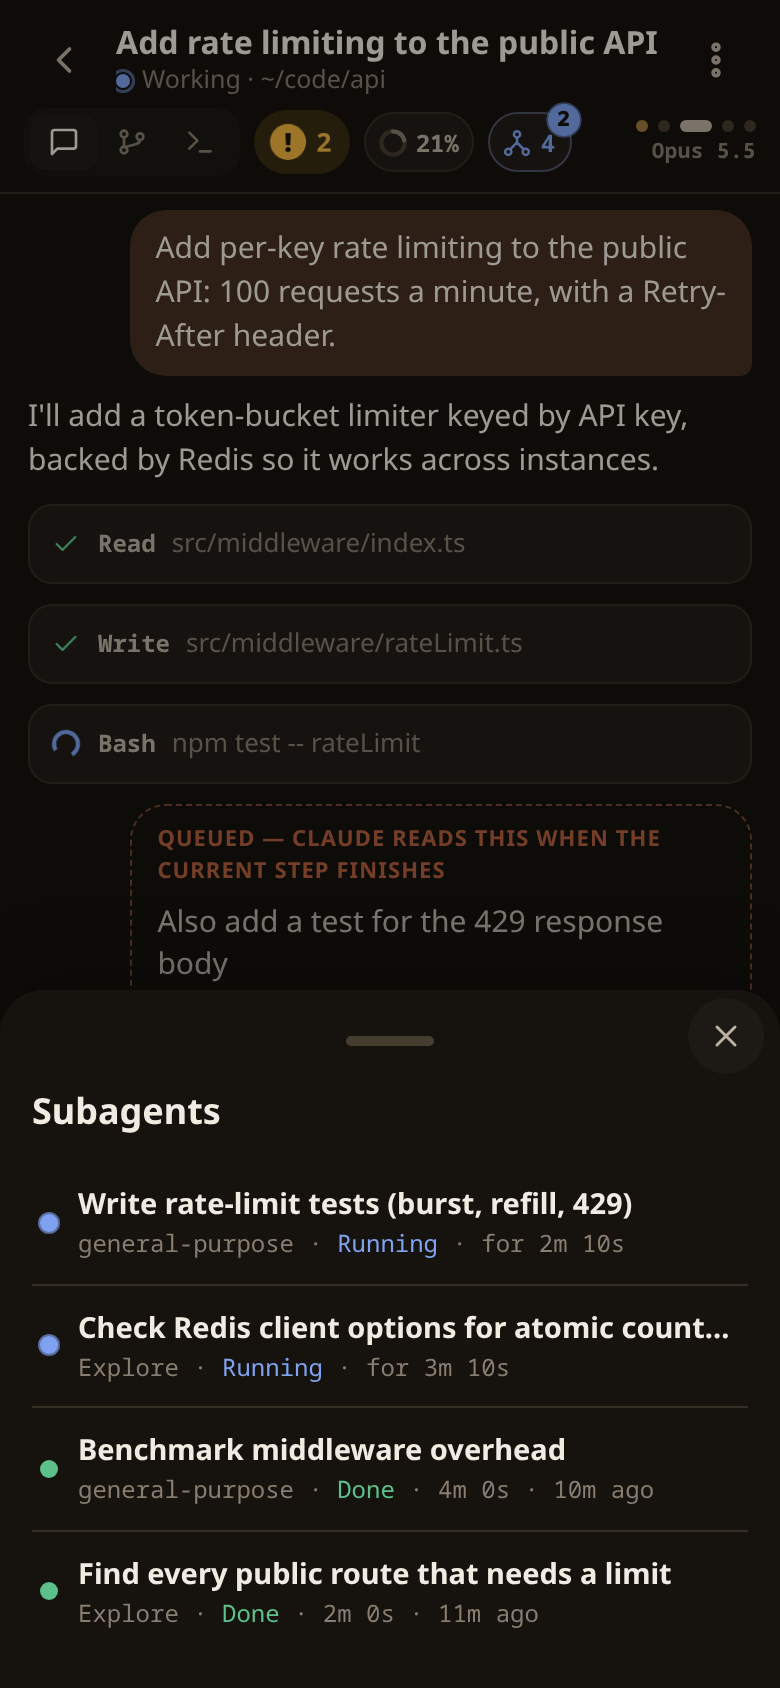 Add rate limiting to the public API
Working · ~/code/api
! 2
21%
4
2
Opus 5.5
Add per-key rate limiting to the public
API: 100 requests a minute, with a Retry-
After header.
I'll add a token-bucket limiter keyed by API key,
backed by Redis so it works across instances.
Read src/middleware/index.ts
Write src/middleware/rateLimit.ts
Bash npm test -- rateLimit
QUEUED — CLAUDE READS THIS WHEN THE
CURRENT STEP FINISHES
Also add a test for the 429 response
body
Subagents
Write rate-limit tests (burst, refill, 429)
general-purpose · Running · for 2m 10s
Check Redis client options for atomic count…
Explore · Running · for 3m 10s
Benchmark middleware overhead
general-purpose · Done · 4m 0s · 10m ago
Find every public route that needs a limit
Explore · Done · 2m 0s · 11m ago